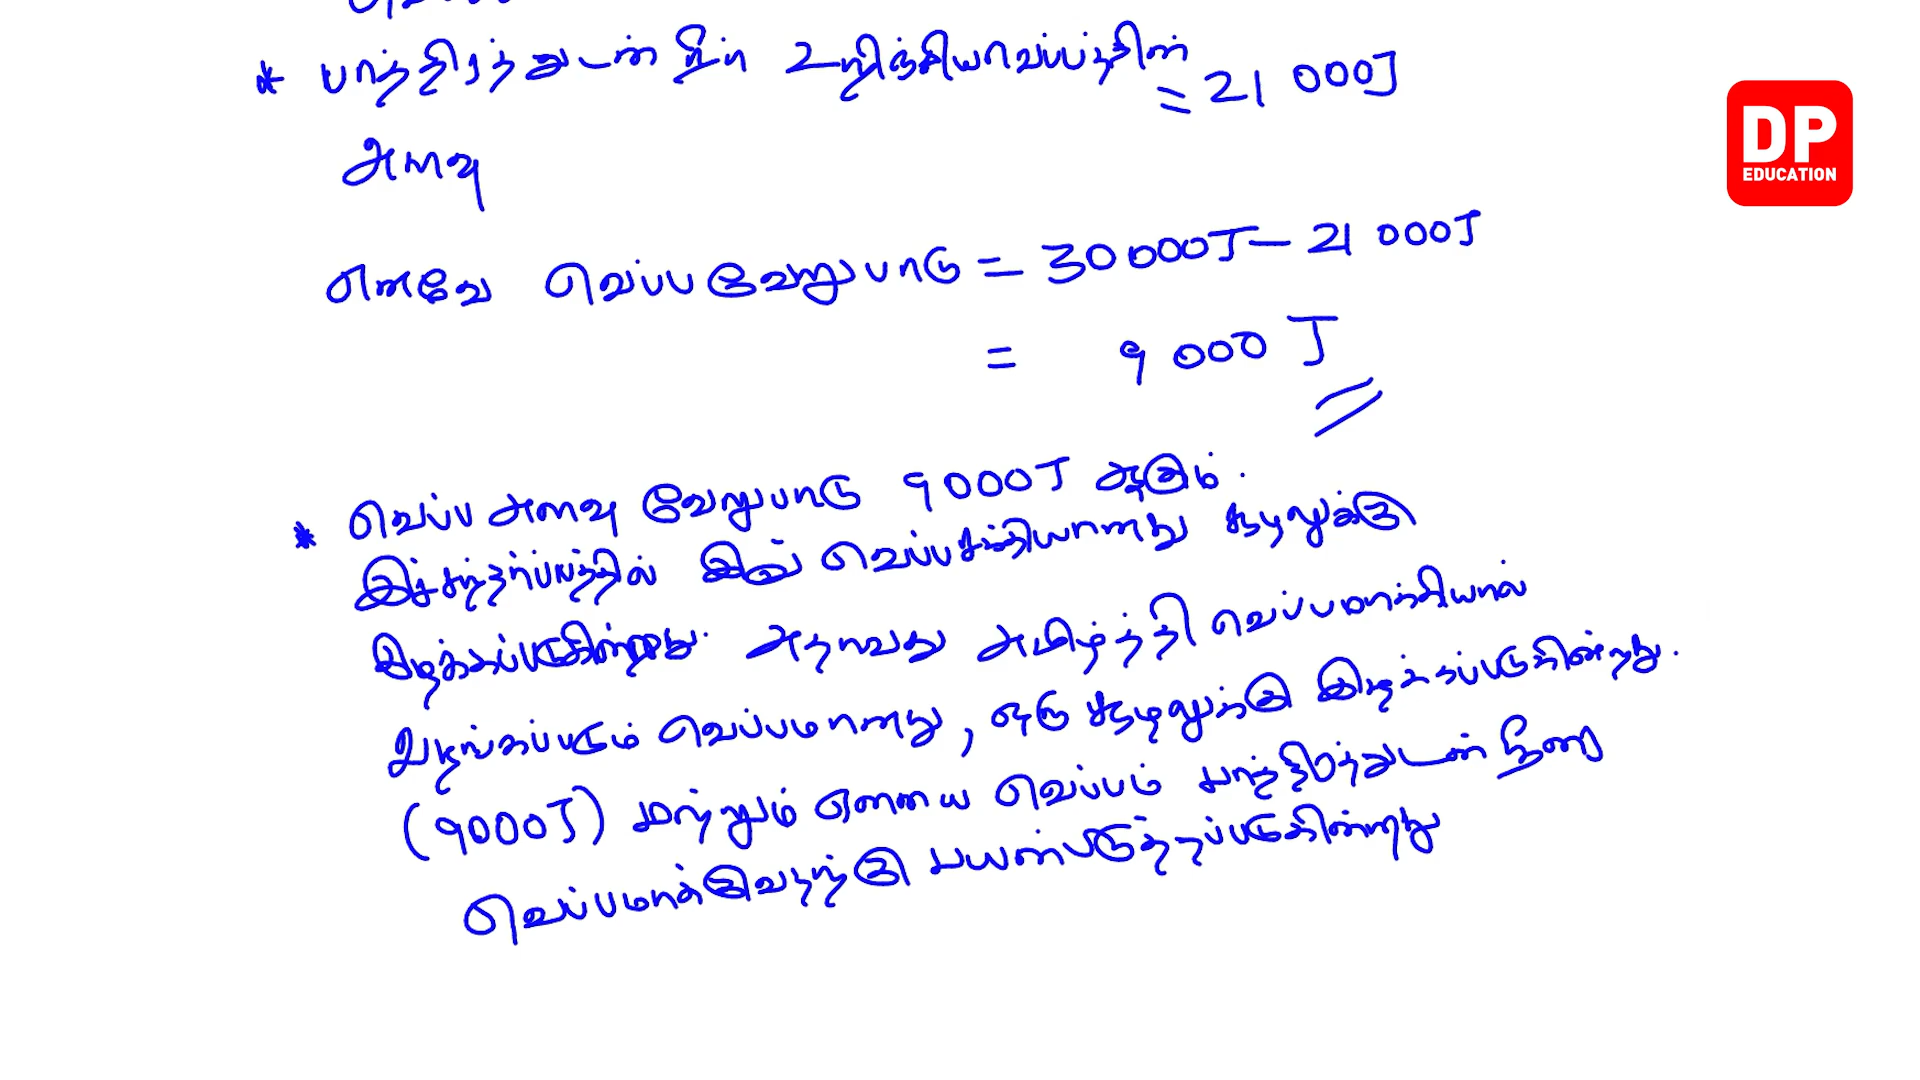 * பாத்திரத்துடன் நீர் உறிஞ்சியவெப்பத்தின் = 21 000J
அளவு
DP
EDUCATION
எனவே வெப்ப வேறுபாடு = 30 000J – 21 000J
= 9 000 J
* வெப்ப அளவு வேறுபாடு 9000J ஆகும்.
இச்சந்தர்ப்பத்தில் இவ் வெப்பசக்தியானது சூழலுக்கு
இழக்கப்படுகின்றது. அதாவது அமிழ்த்தி வெப்பமாக்கியால்
வழங்கப்படும் வெப்பமானது, சூழலுக்கு இழக்கப்படுகின்றது.
(9000J) மற்றும் ஏனைய வெப்பம் பாத்திரத்துடன் நீரை
வெப்பமாக்குவதற்கு பயன்படுத்தப்படுகின்றது